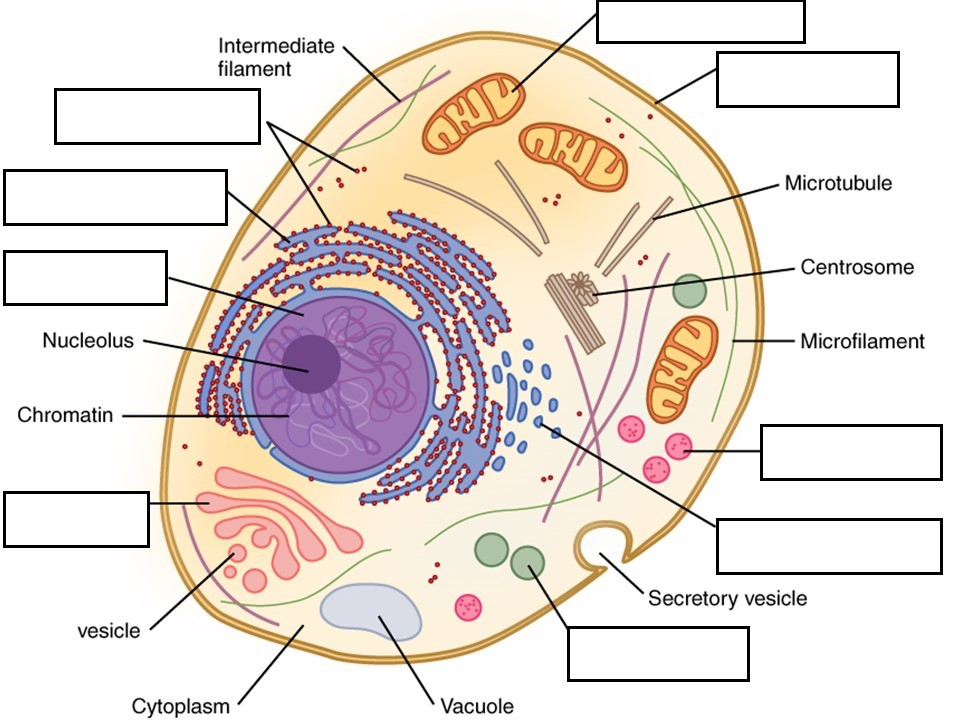 Intermediate
filament
Microtubule
Centrosome
Nucleolus
Microfilament
Chromatin
Secretory vesicle
vesicle
Cytoplasm
Vacuole